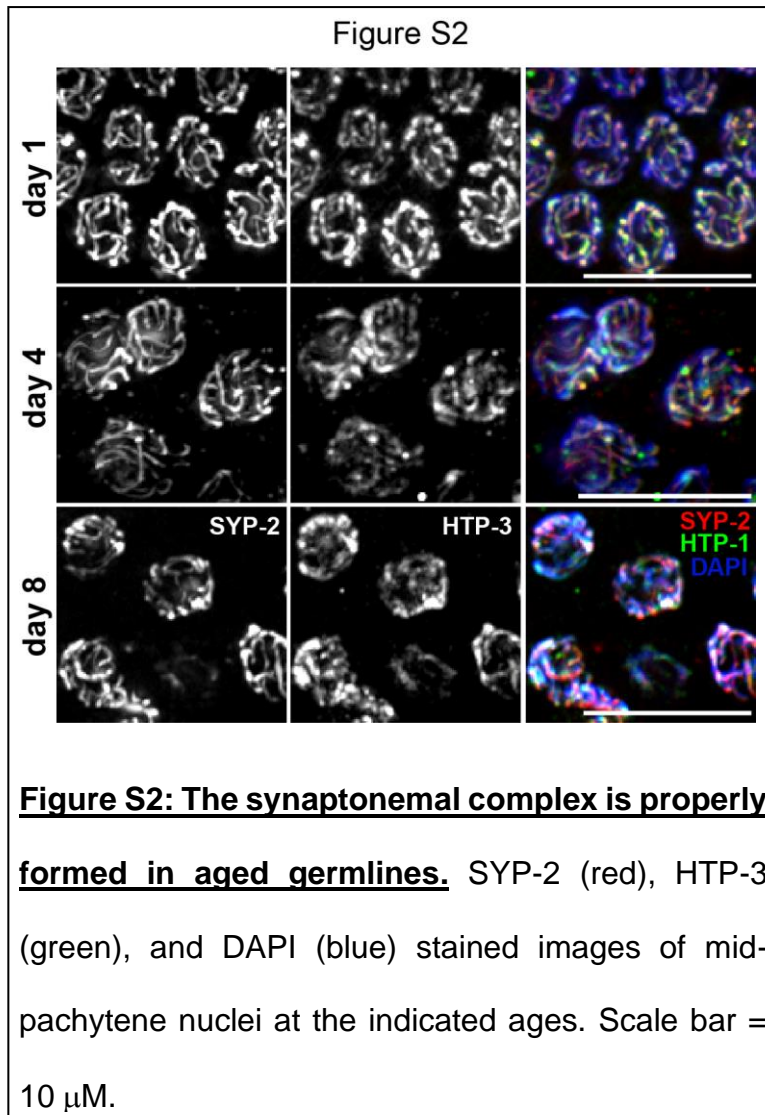 Figure S2
day 1
day 4
day 8
SYP-2
HTP-3
SYP-2
HTP-1
DAPI
Figure S2: The synaptonemal complex is properly
formed in aged germlines. SYP-2 (red), HTP-3
(green), and DAPI (blue) stained images of mid-
pachytene nuclei at the indicated ages. Scale bar =
10 μM.